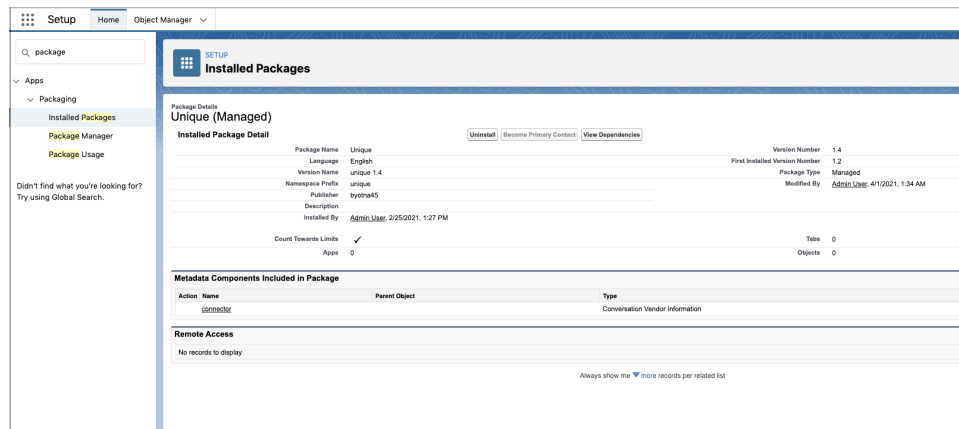 Setup Home Object Manager
package
Apps
Packaging
Installed Packages
Package Manager
Package Usage
Didn't find what you're looking for?
Try using Global Search.
SETUP
Installed Packages
Package Details
Unique (Managed)
Installed Package Detail Uninstall Become Primary Contact View Dependencies
Package Name Unique Version Number 1.4
Language English First Installed Version Number 1.2
Version Name unique 1.4 Package Type Managed
Namespace Prefix unique Modified By Admin User, 4/1/2021, 1:34 AM
Publisher byotna45
Description
Installed By Admin User, 2/25/2021, 1:27 PM
Count Towards Limits Tabs 0
Apps 0 Objects 0
Metadata Components Included in Package
Action Name Parent Object Type
connector Conversation Vendor Information
Remote Access
No records to display
Always show me more records per related list